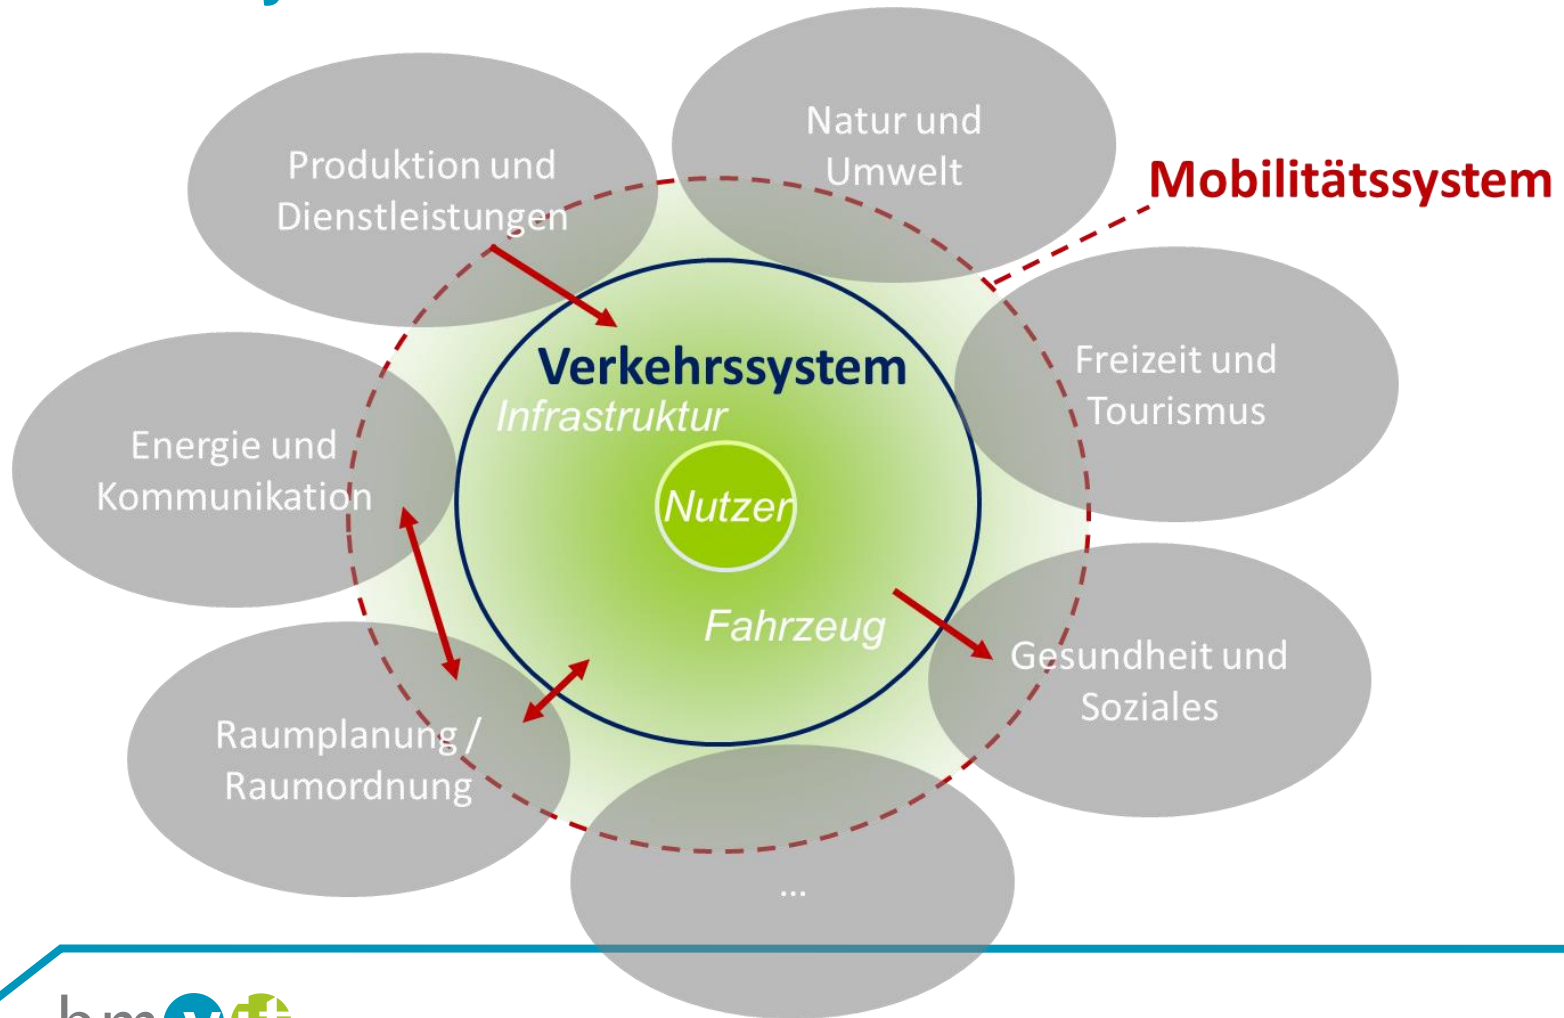 Natur und
Umwelt
Produktion und
Dienstleistungen
Mobilitätssystem
Verkehrssystem
Infrastruktur
Freizeit und
Tourismus
Energie und
Kommunikation
Nutzer
Fahrzeug
Gesundheit und
Soziales
Raumplanung /
Raumordnung
...